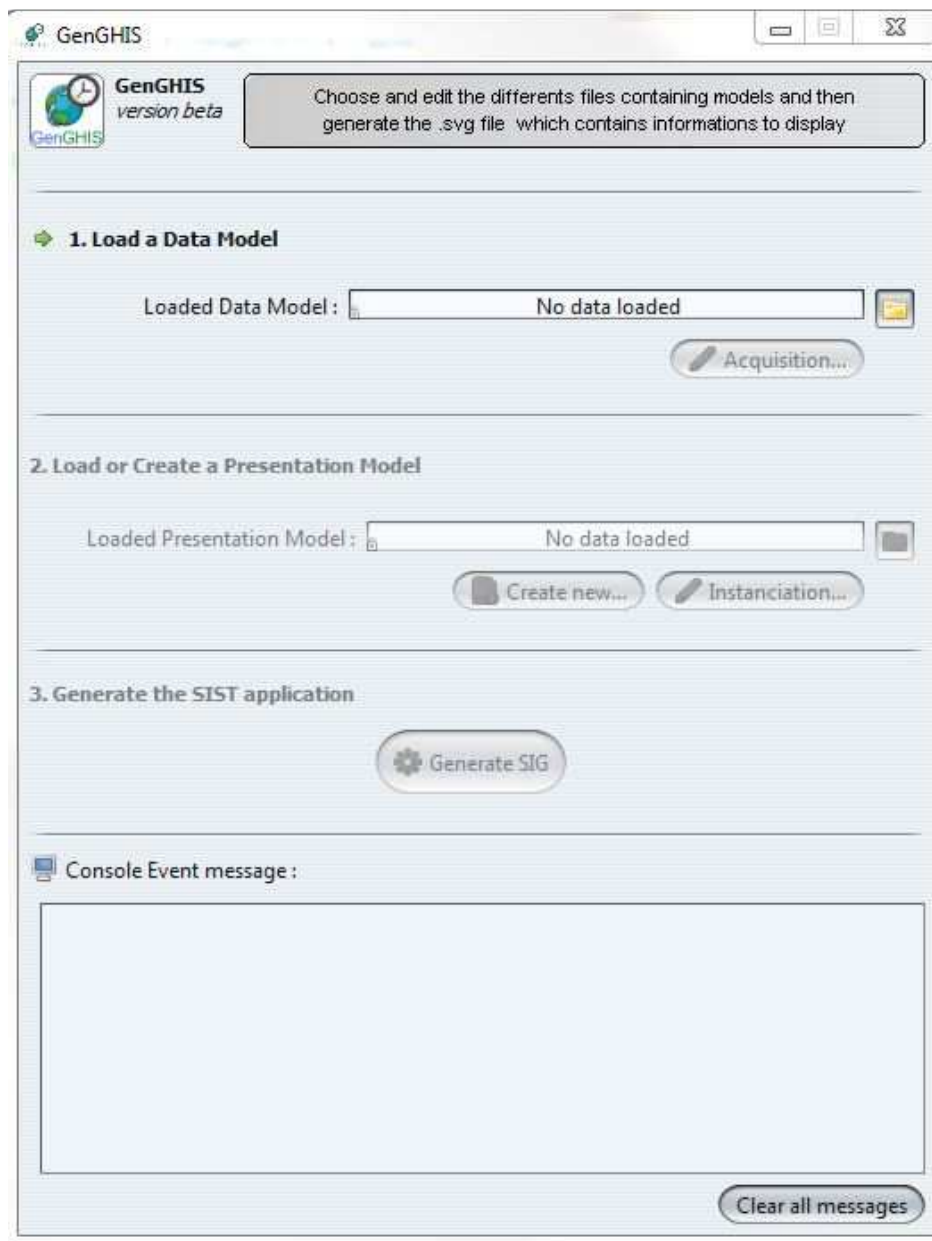 GenGHIS
GenGHIS
version beta
GenGHIS
Choose and edit the differents files containing models and then
generate the .svg file which contains informations to display
1. Load a Data Model
Loaded Data Model : No data loaded
Acquisition...
2. Load or Create a Presentation Model
Loaded Presentation Model : No data loaded
Create new... Instanciation...
3. Generate the SIST application
Generate SIG
Console Event message :
Clear all messages